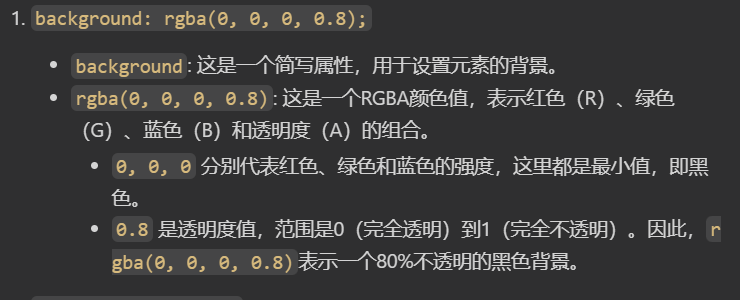 1. background: rgba(0, 0, 0, 0.8);
• background: 这是一个简写属性，用于设置元素的背景。
• rgba(0, 0, 0, 0.8): 这是一个RGBA颜色值，表示红色（R）、绿色
（G）、蓝色（B）和透明度（A）的组合。
• 0, 0, 0 分别代表红色、绿色和蓝色的强度，这里都是最小值，即黑
色。
• 0.8 是透明度值，范围是0（完全透明）到1（完全不透明）。因此，r
gba(0, 0, 0, 0.8)表示一个80%不透明的黑色背景。